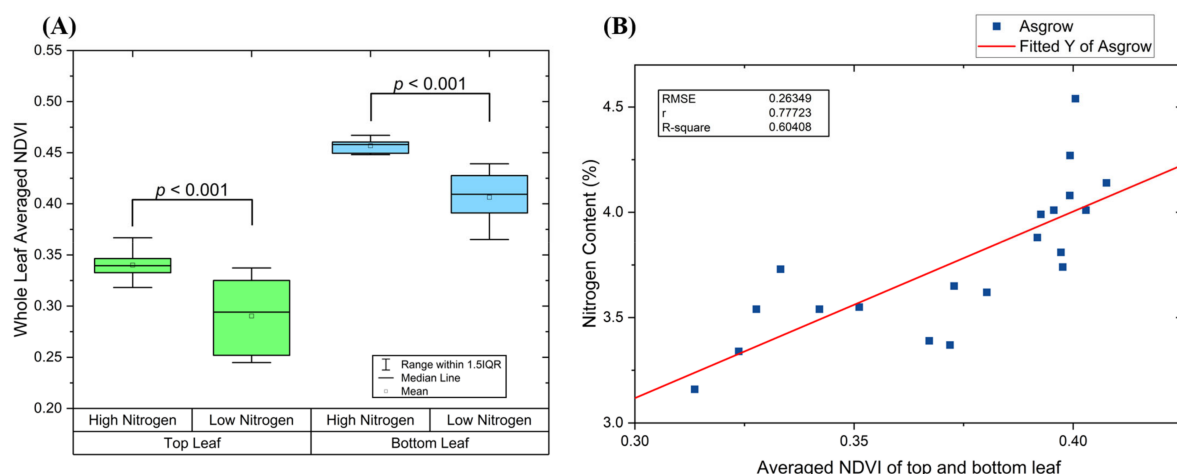 (A)
0.55
0.50
0.45
0.40
0.35
0.30
0.25
0.20
Whole Leaf Averaged NDVI
p < 0.001
p < 0.001
Range within 1.5IQR
Median Line
Mean
High Nitrogen
Low Nitrogen
High Nitrogen
Low Nitrogen
Top Leaf
Bottom Leaf
(B)
Asgrow
Fitted Y of Asgrow
RMSE 0.26349
r 0.77723
R-square 0.60408
4.5
4.0
3.5
3.0
Nitrogen Content (%)
0.30
0.35
0.40
Averaged NDVI of top and bottom leaf